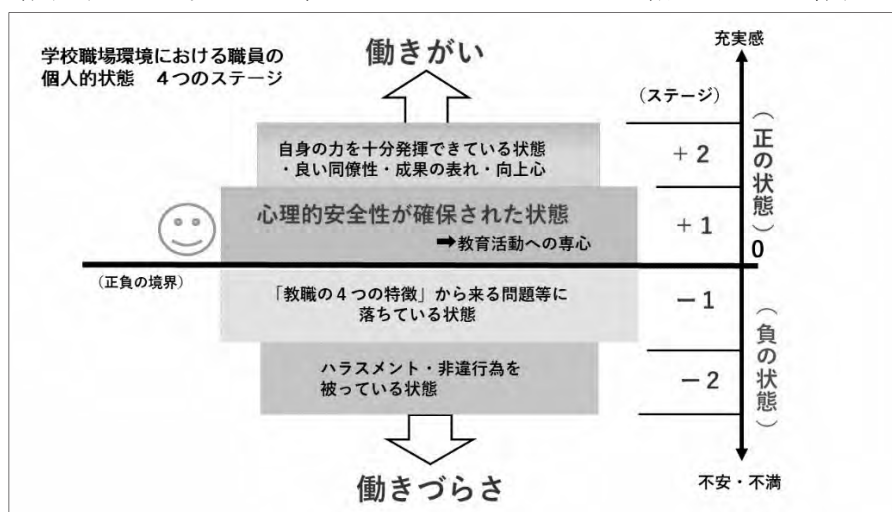 学校職場環境における職員の
個人的状態 4つのステージ
働きがい
充実感
（ステージ）
自身の力を十分発揮できている状態
・良い同僚性・成果の表れ・向上心
＋２
（正の状態）
心理的安全性が確保された状態
➡教育活動への専心
＋１
0
（正負の境界）
「教職の４つの特徴」から来る問題等に
落ちている状態
－１
（負の状態）
ハラスメント・非違行為を
被っている状態
－２
働きづらさ
不安・不満